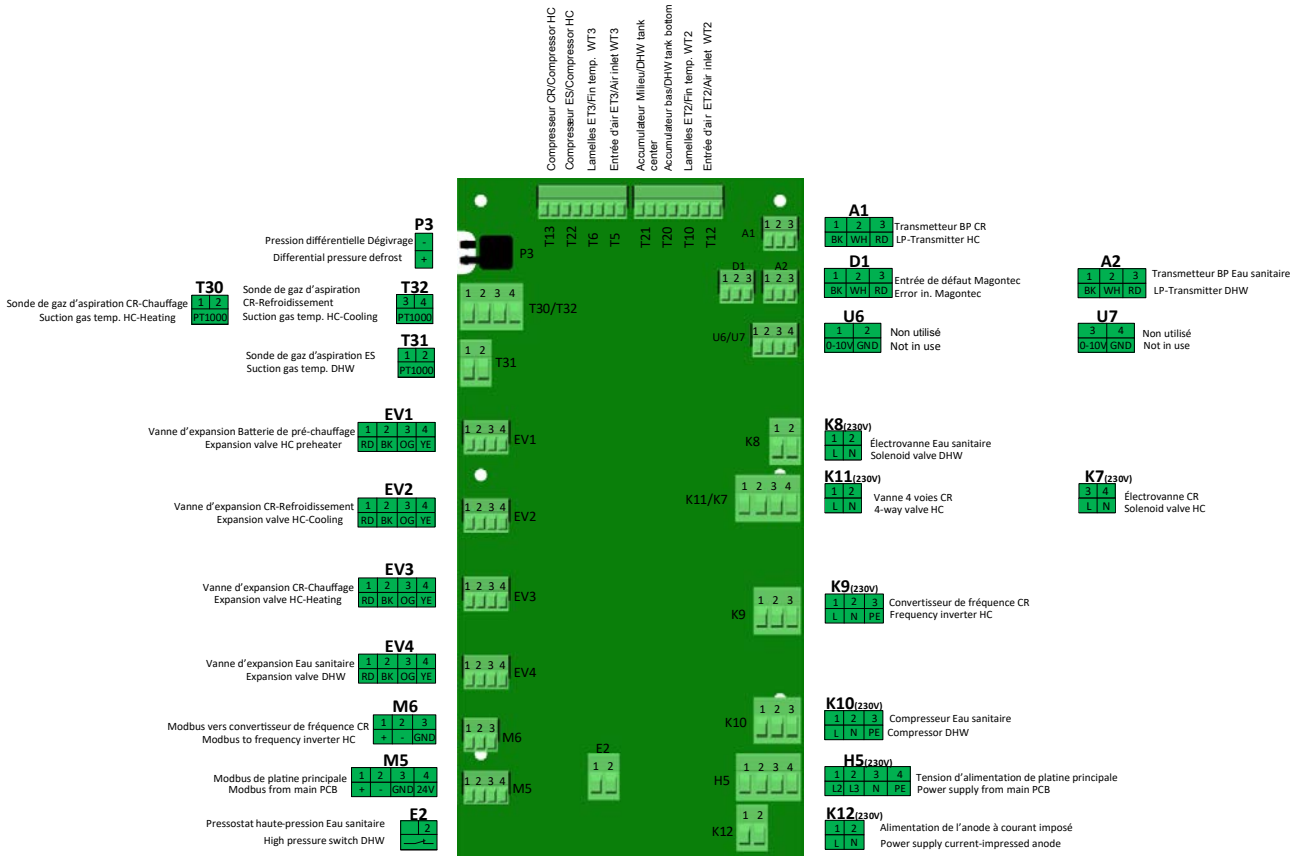 Compresseur CR/Compressor HC
Compresseur ES/Compressor HC
Lamelles ET3/Fin temp. WT3
Entrée d'air ET3/Air inlet WT3
Accumulateur Milieu/DHW tank
center
Accumulateur bas/DHW tank bottom
Lamelles ET2/Fin temp. WT2
Entrée d'air ET2/Air inlet WT2
T13
T22
T6
T5
T21
T20
T10
T12
P3
Pression différentielle Dégivrage -
Differential pressure defrost +
T30
Sonde de gaz d'aspiration CR-Chauffage 1 2
Suction gas temp. HC-Heating PT1000
T32
Sonde de gaz d'aspiration
CR-Refroidissement 3 4
Suction gas temp. HC-Cooling PT1000
T31
Sonde de gaz d'aspiration ES 1 2
Suction gas temp. DHW PT1000
EV1
Vanne d'expansion Batterie de pré-chauffage 1 2 3 4
Expansion valve HC preheater RD BK OG YE
EV2
Vanne d'expansion CR-Refroidissement 1 2 3 4
Expansion valve HC-Cooling RD BK OG YE
EV3
Vanne d'expansion CR-Chauffage 1 2 3 4
Expansion valve HC-Heating RD BK OG YE
EV4
Vanne d'expansion Eau sanitaire 1 2 3 4
Expansion valve DHW RD BK OG YE
M6
Modbus vers convertisseur de fréquence CR 1 2 3
Modbus to frequency inverter HC + - GND
M5
Modbus de platine principale 1 2 3 4
Modbus from main PCB + - GND 24V
E2
Pressostat haute-pression Eau sanitaire 2
High pressure switch DHW
P3
1 2 3 4
T30/T32
1 2
T31
1 2 3 4
EV1
1 2 3 4
EV2
1 2 3 4
EV3
1 2 3 4
EV4
1 2 3
M6
1 2 3 4
M5
E2
1 2
A1
1 2 3
D1
1 2 3
A2
1 2 3
U6/U7
1 2 3 4
K8
1 2
K11/K7
1 2 3 4
K9
1 2 3
K10
1 2 3
H5
1 2 3 4
K12
1 2
A1
1 2 3 Transmetteur BP CR
BK WH RD LP-Transmitter HC
D1
1 2 3 Entrée de défaut Magontec
BK WH RD Error in. Magontec
A2
1 2 3 Transmetteur BP Eau sanitaire
BK WH RD LP-Transmitter DHW
U6
1 2 Non utilisé
0-10V GND Not in use
U7
3 4 Non utilisé
0-10V GND Not in use
K8(230V)
1 2 Électrovanne Eau sanitaire
L N Solenoid valve DHW
K11(230V)
1 2 Vanne 4 voies CR
L N 4-way valve HC
K7(230V)
3 4 Électrovanne CR
L N Solenoid valve HC
K9(230V)
1 2 3 Convertisseur de fréquence CR
L N PE Frequency inverter HC
K10(230V)
1 2 3 Compresseur Eau sanitaire
L N PE Compressor DHW
H5(230V)
1 2 3 4 Tension d'alimentation de platine principale
L2 L3 N PE Power supply from main PCB
K12(230V)
1 2 Alimentation de l'anode à courant imposé
L N Power supply current-impressed anode